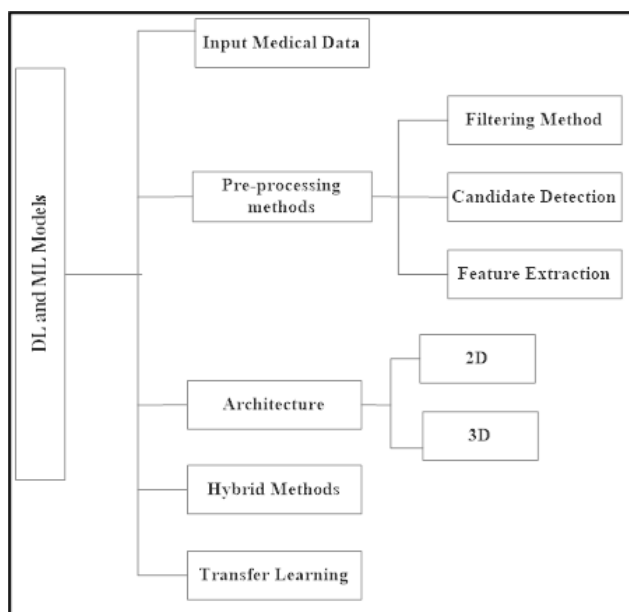 DL and ML Models
Input Medical Data
Pre-processing
methods
Filtering Method
Candidate Detection
Feature Extraction
Architecture
2D
3D
Hybrid Methods
Transfer Learning